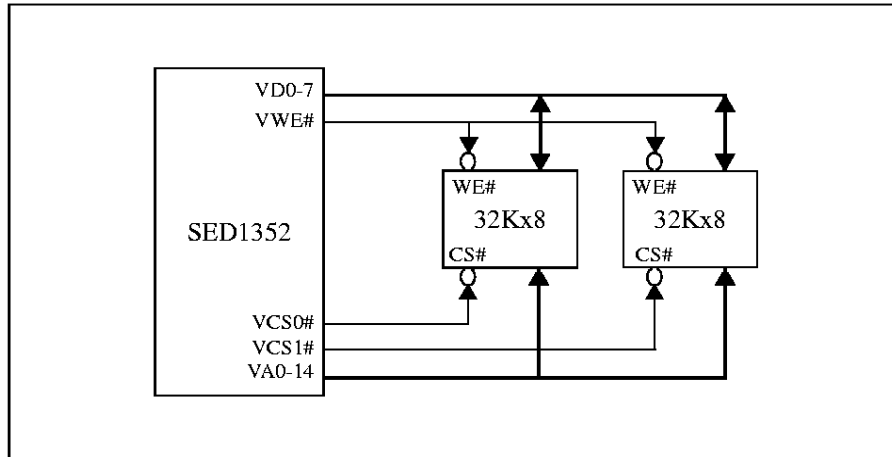 VD0-7
VWE#
WE#
WE#
32Kx8
32Kx8
SED1352
CS#
CS#
VCS0#
VCS1#
VA0-14